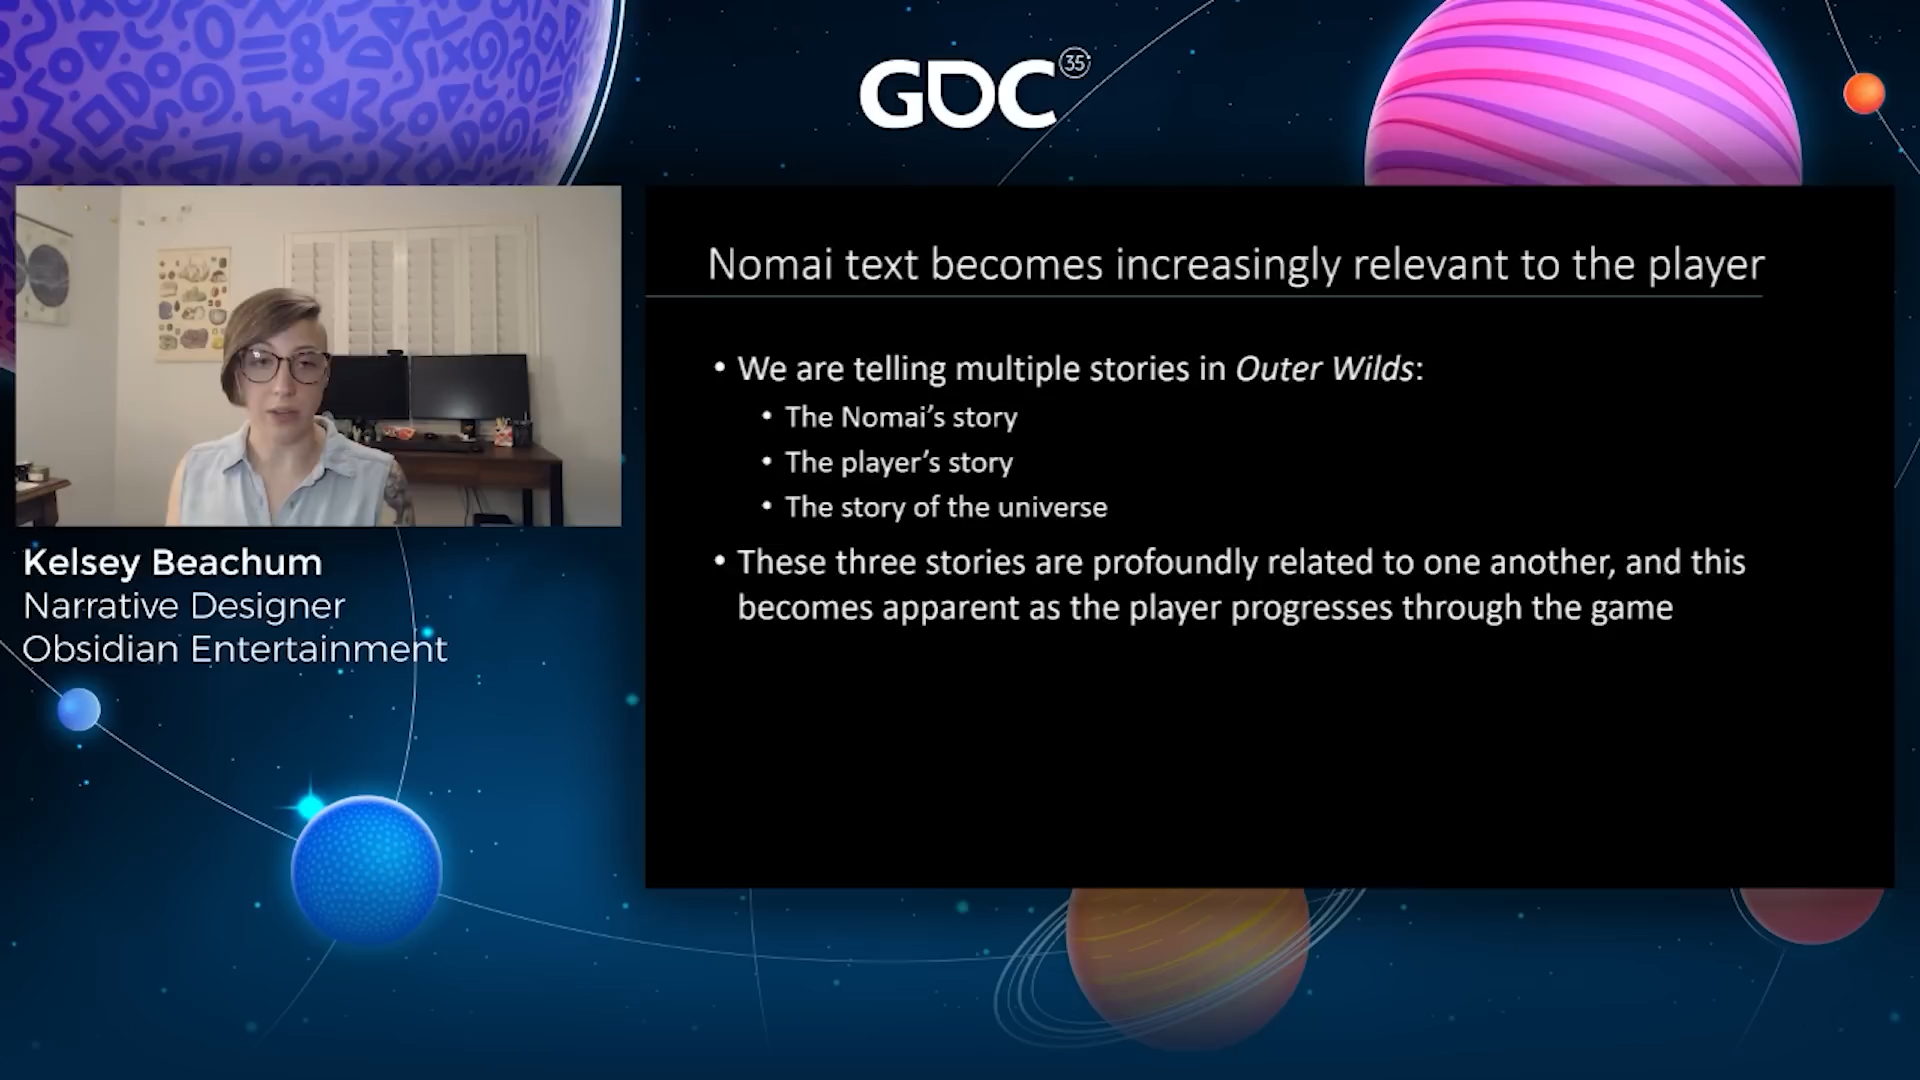 GDC 35
Nomai text becomes increasingly relevant to the player
• We are telling multiple stories in Outer Wilds:
• The Nomai’s story
• The player’s story
• The story of the universe
• These three stories are profoundly related to one another, and this
becomes apparent as the player progresses through the game
Kelsey Beachum
Narrative Designer
Obsidian Entertainment